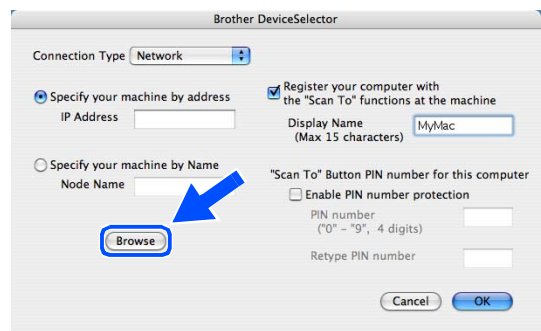 Brother DeviceSelector
Connection Type Network
Specify your machine by address
IP Address
Specify your machine by Name
Node Name
Browse
Register your computer with
the "Scan To" functions at the machine
Display Name
(Max 15 characters)
MyMac
"Scan To" Button PIN number for this computer
Enable PIN number protection
PIN number
("0" – "9", 4 digits)
Retype PIN number
Cancel
OK